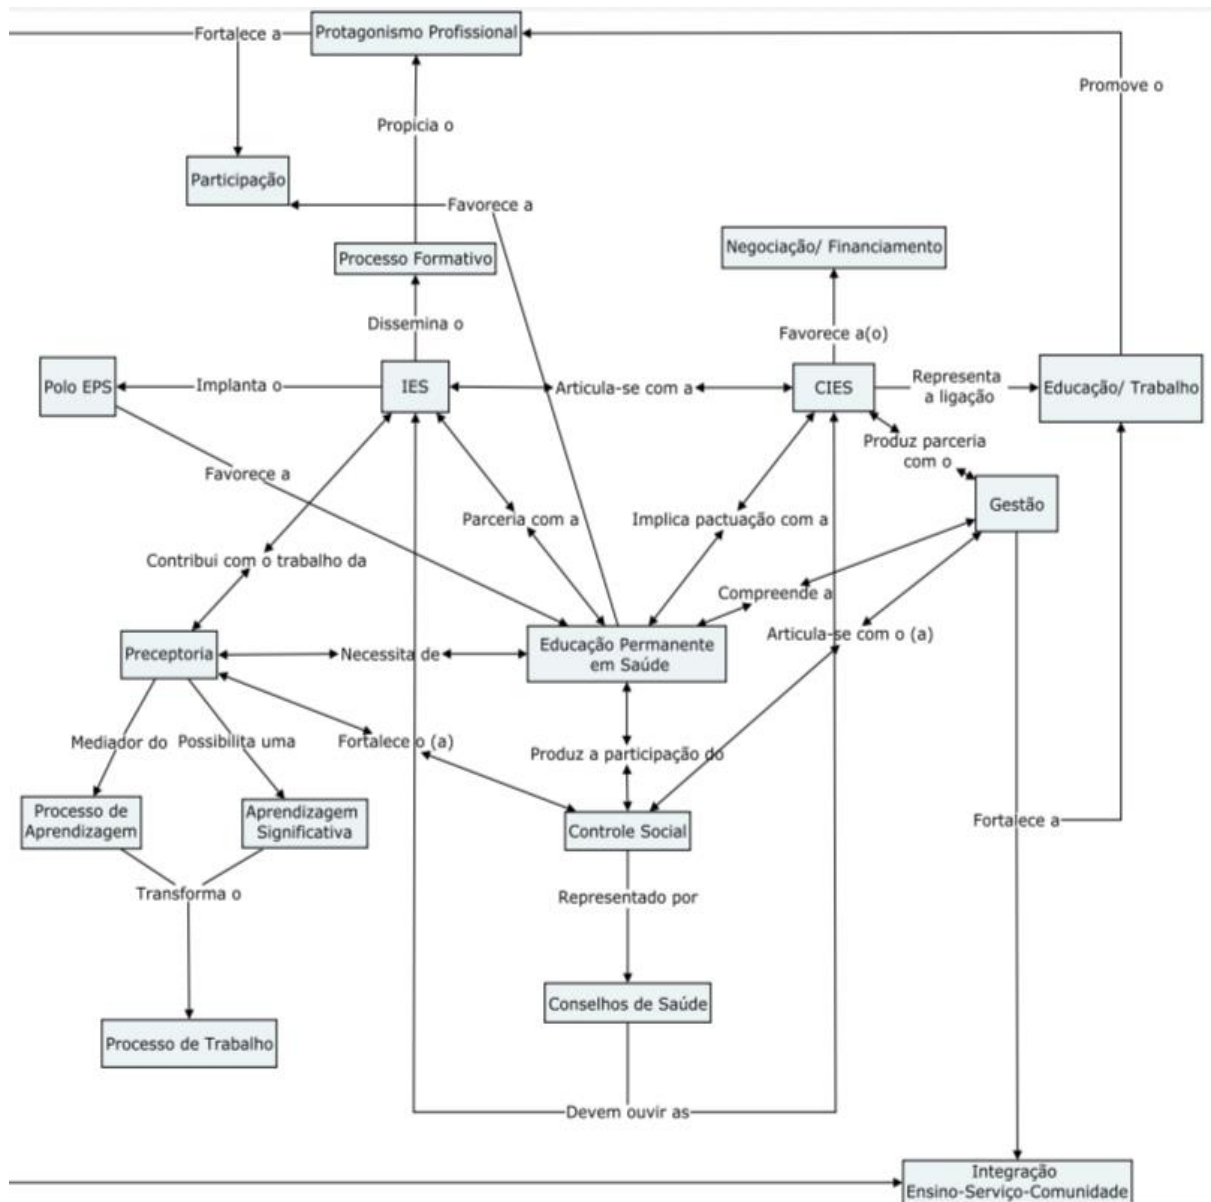 Fortalece a
Protagonismo Profissional
Promove o
Propicia o
Participação
Favorece a
Negociação/ Financiamento
Processo Formativo
Dissemina o
Favorece a(o)
Polo EPS
Implanta o
IES
Articula-se com a
CIES
Representa
a ligação
Educação/ Trabalho
Produz parceria
com o
Favorece a
Gestão
Parceria com a
Implica pactuação com a
Contribui com o trabalho da
Compreende a
Articula-se com o (a)
Preceptoria
Necessita de
Educação Permanente
em Saúde
Mediador do
Possibilita uma
Fortalece o (a)
Produz a participação do
Processo de
Aprendizagem
Aprendizagem
Significativa
Controle Social
Fortalece a
Transforma o
Representado por
Conselhos de Saúde
Processo de Trabalho
Devem ouvir as
Integração
Ensino-Serviço-Comunidade